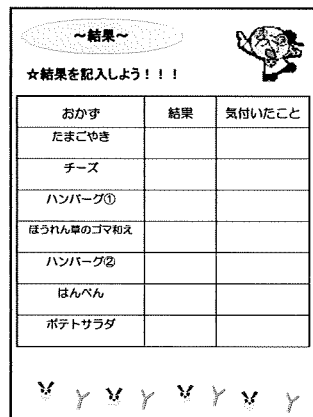 ～結果～
☆結果を記入しよう！！！
おかず 結果 気付いたこと
たまごやき
チーズ
ハンバーグ①
ほうれん草のゴマ和え
ハンバーグ②
はんぺん
ポテトサラダ